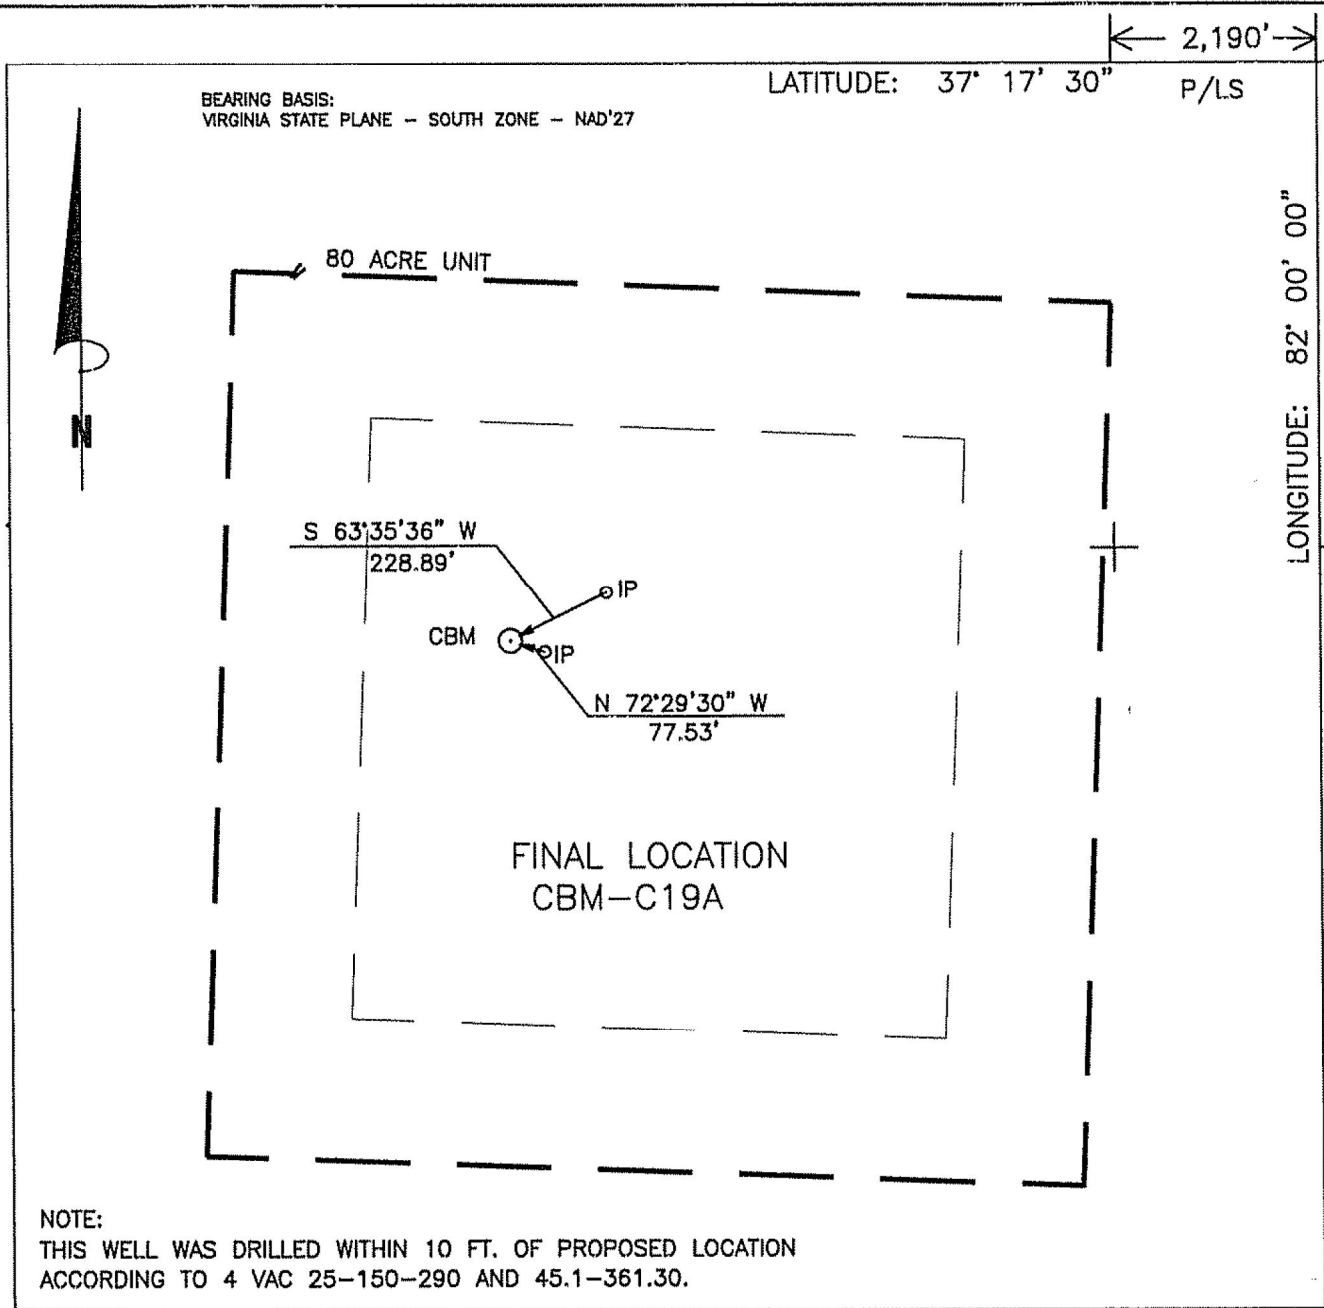 2,190'
LATITUDE: 37° 17' 30"
P/LS
BEARING BASIS:
VIRGINIA STATE PLANE – SOUTH ZONE – NAD'27
LONGITUDE: 82° 00' 00"
80 ACRE UNIT
N
S 63°35'36" W
228.89'
IP
CBM
IP
N 72°29'30" W
77.53'
FINAL LOCATION
CBM–C19A
NOTE:
THIS WELL WAS DRILLED WITHIN 10 FT. OF PROPOSED LOCATION
ACCORDING TO 4 VAC 25–150–290 AND 45.1–361.30.